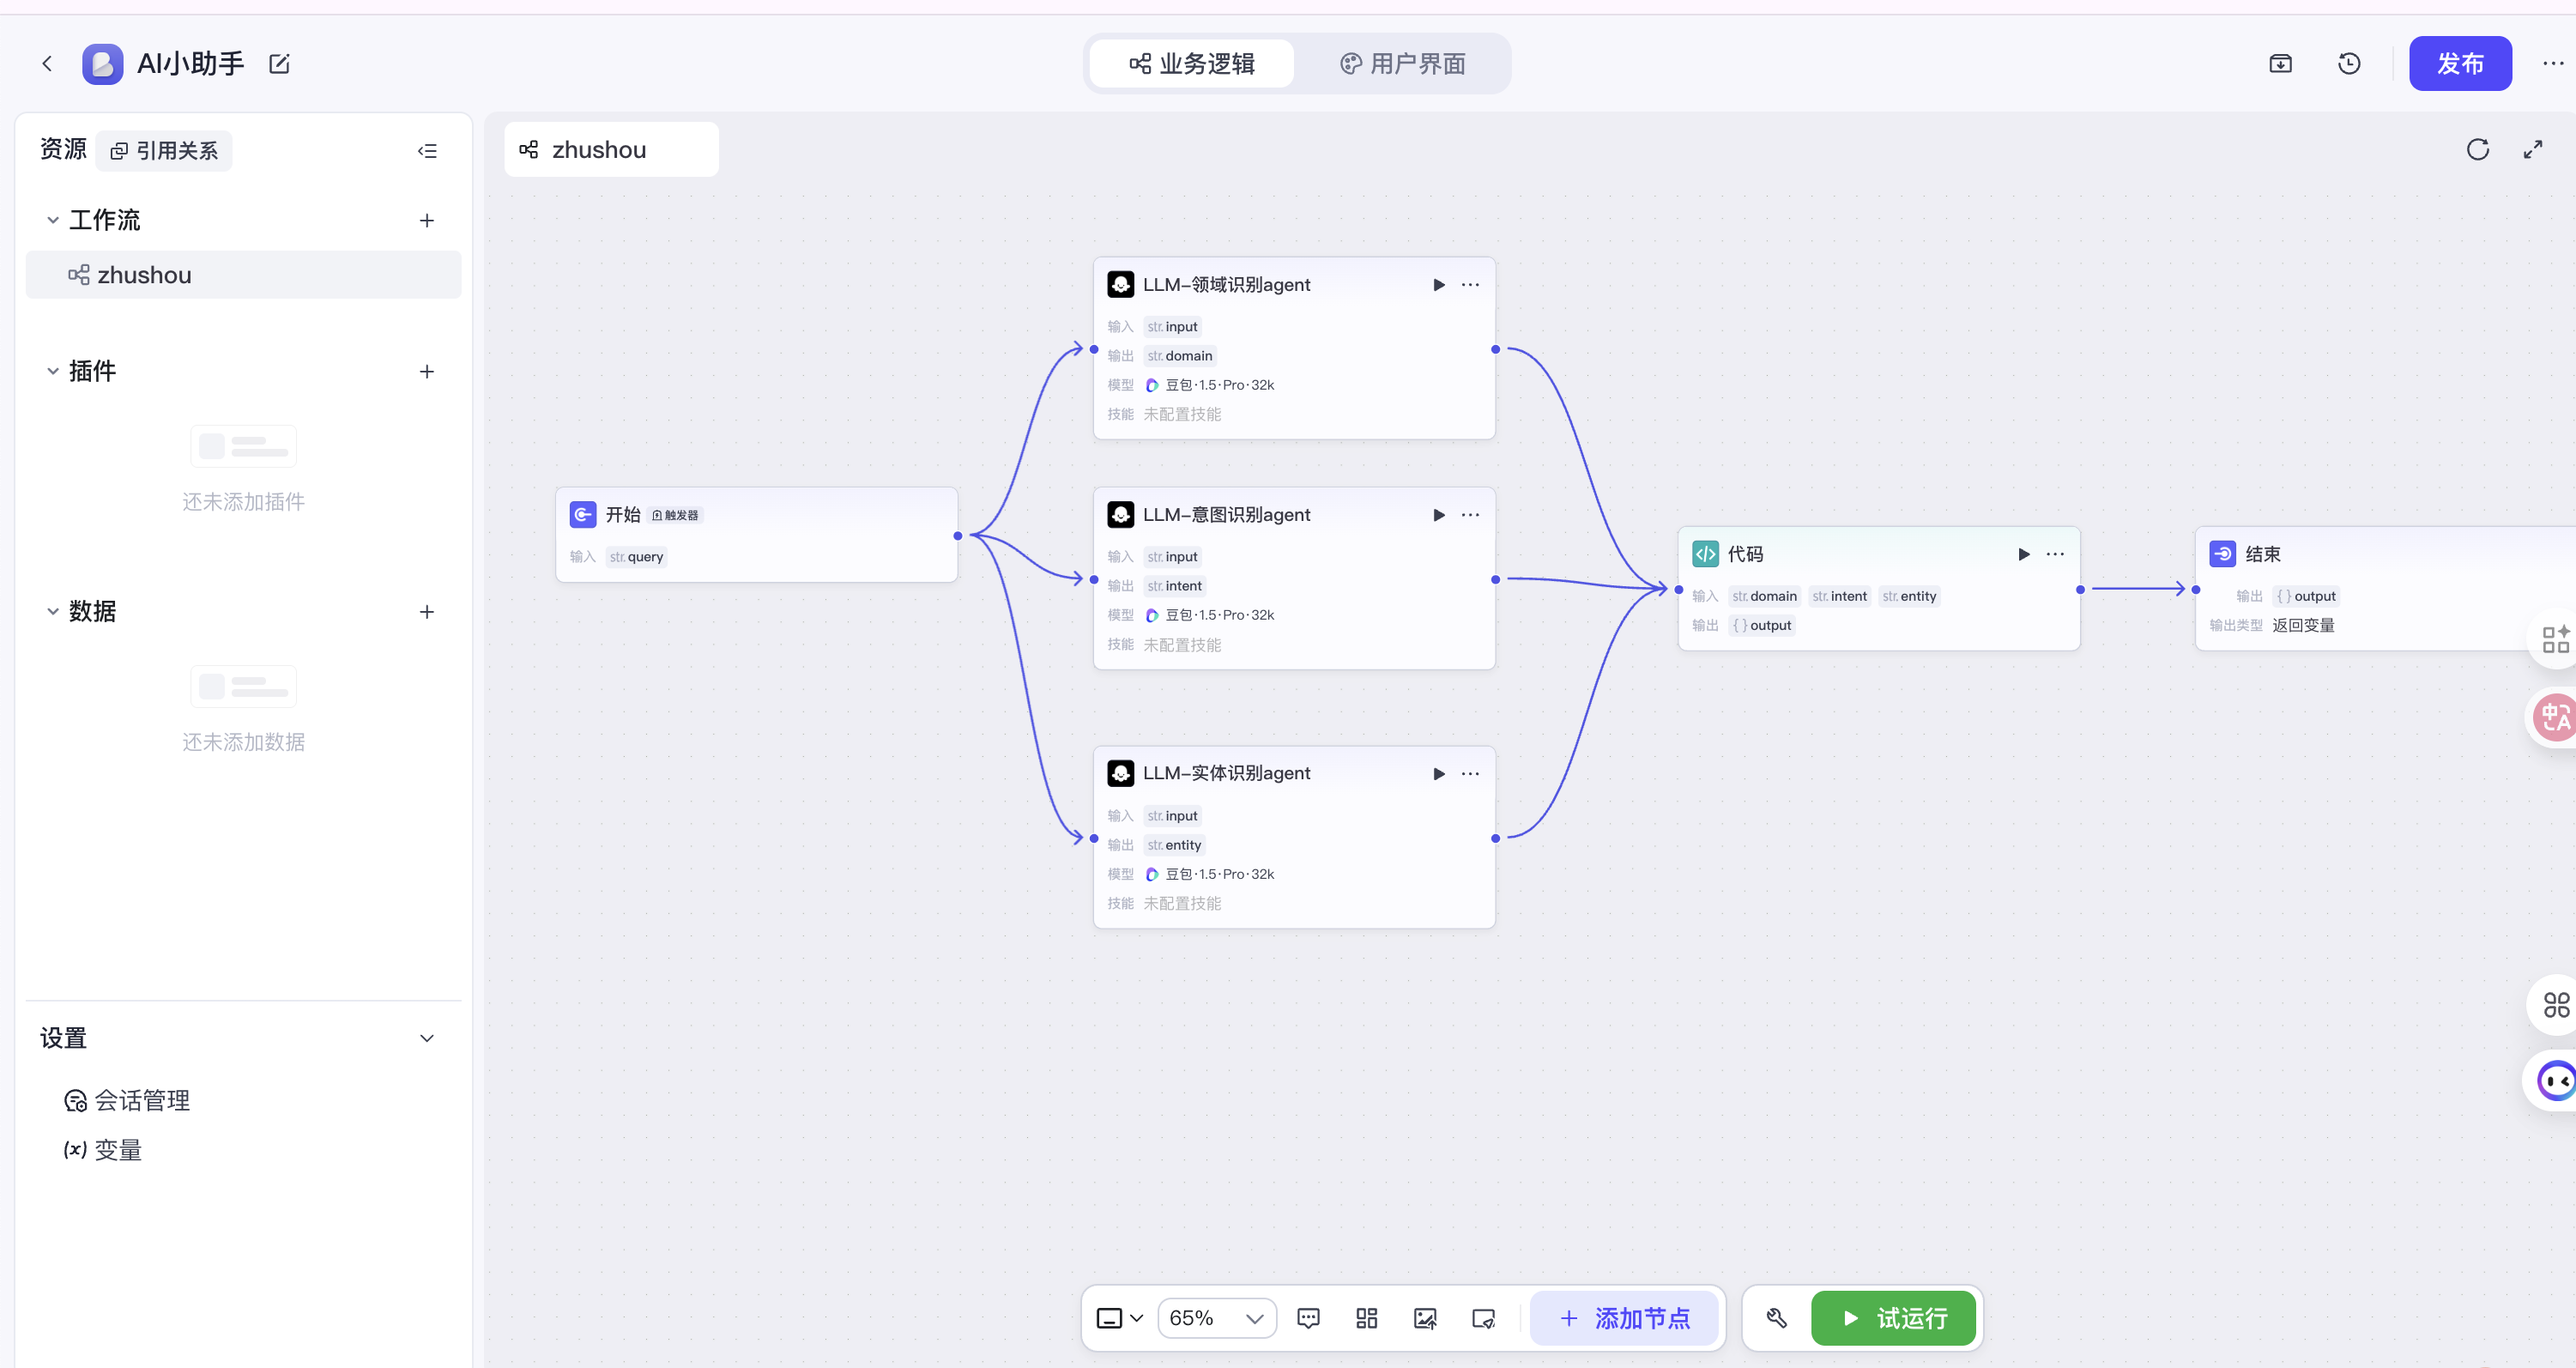 AI小助手
业务逻辑
用户界面
发布
资源
引用关系
工作流
zhushou
插件
还未添加插件
数据
还未添加数据
设置
会话管理
(x) 变量
zhushou
开始 触发器
输入 str. query
LLM-领域识别agent
输入 str. input
输出 str. domain
模型 豆包·1.5·Pro·32k
技能 未配置技能
LLM-意图识别agent
输入 str. input
输出 str. intent
模型 豆包·1.5·Pro·32k
技能 未配置技能
LLM-实体识别agent
输入 str. input
输出 str. entity
模型 豆包·1.5·Pro·32k
技能 未配置技能
代码
输入 str. domain str. intent str. entity
输出 { } output
结束
输出 { } output
输出类型 返回变量
中A
65%
添加节点
试运行